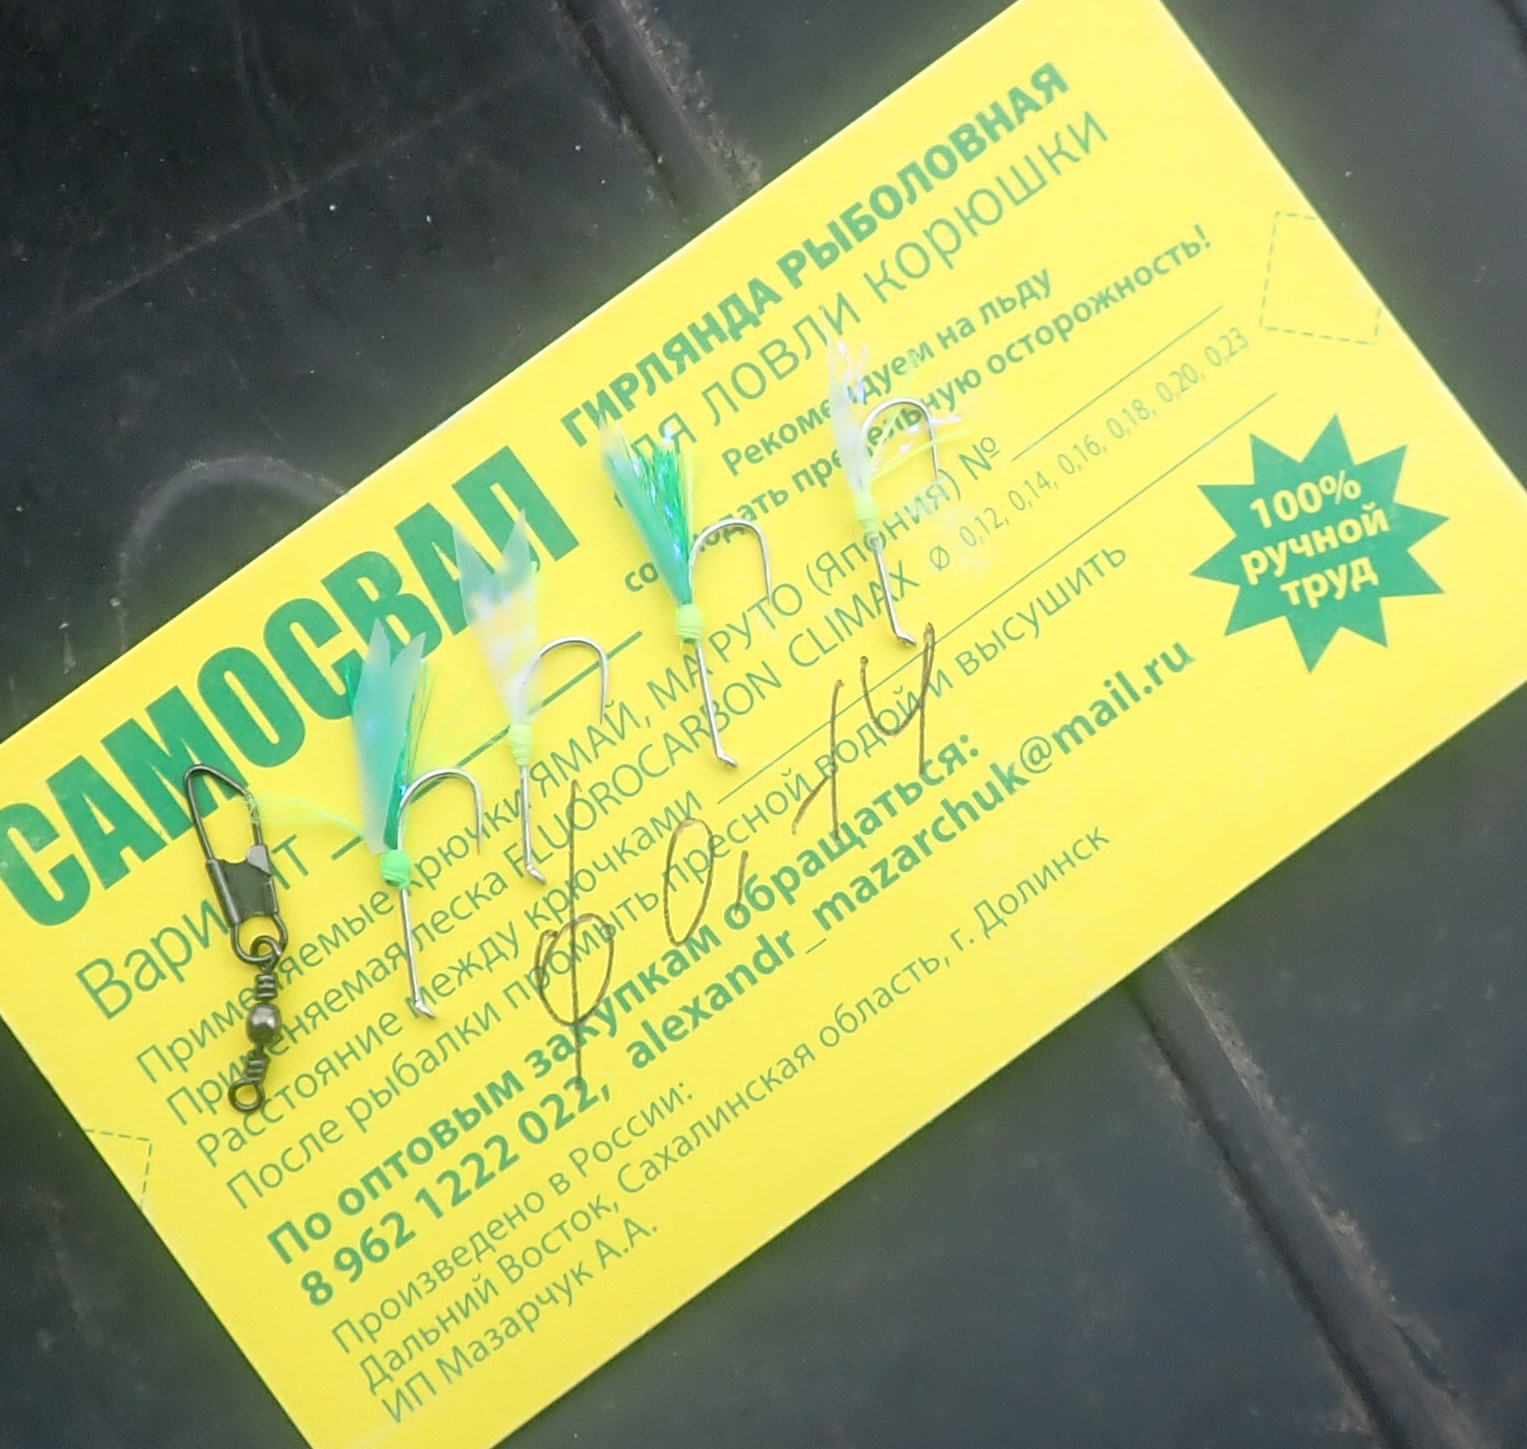 САМОСВАЛ
ГИРЛЯНДА РЫБОЛОВНАЯ
ДЛЯ ЛОВЛИ КОРЮШКИ
Рекомендуем на льду
соблюдать предельную осторожность!
Вариант
Применяемые крючки ЯМАЙ, МАРУТО (Япония) №
Применяемая леска FLUOROCARBON CLIMAX Ø 0,12, 0,14, 0,16, 0,18, 0,20, 0,23
Расстояние между крючками
После рыбалки промыть пресной водой и высушить
ф 0,14
По оптовым закупкам обращаться:
8 962 1222 022, alexandr_mazarchuk@mail.ru
Произведено в России:
Дальний Восток, Сахалинская область, г. Долинск
ИП Мазарчук А.А.
100%
ручной
труд